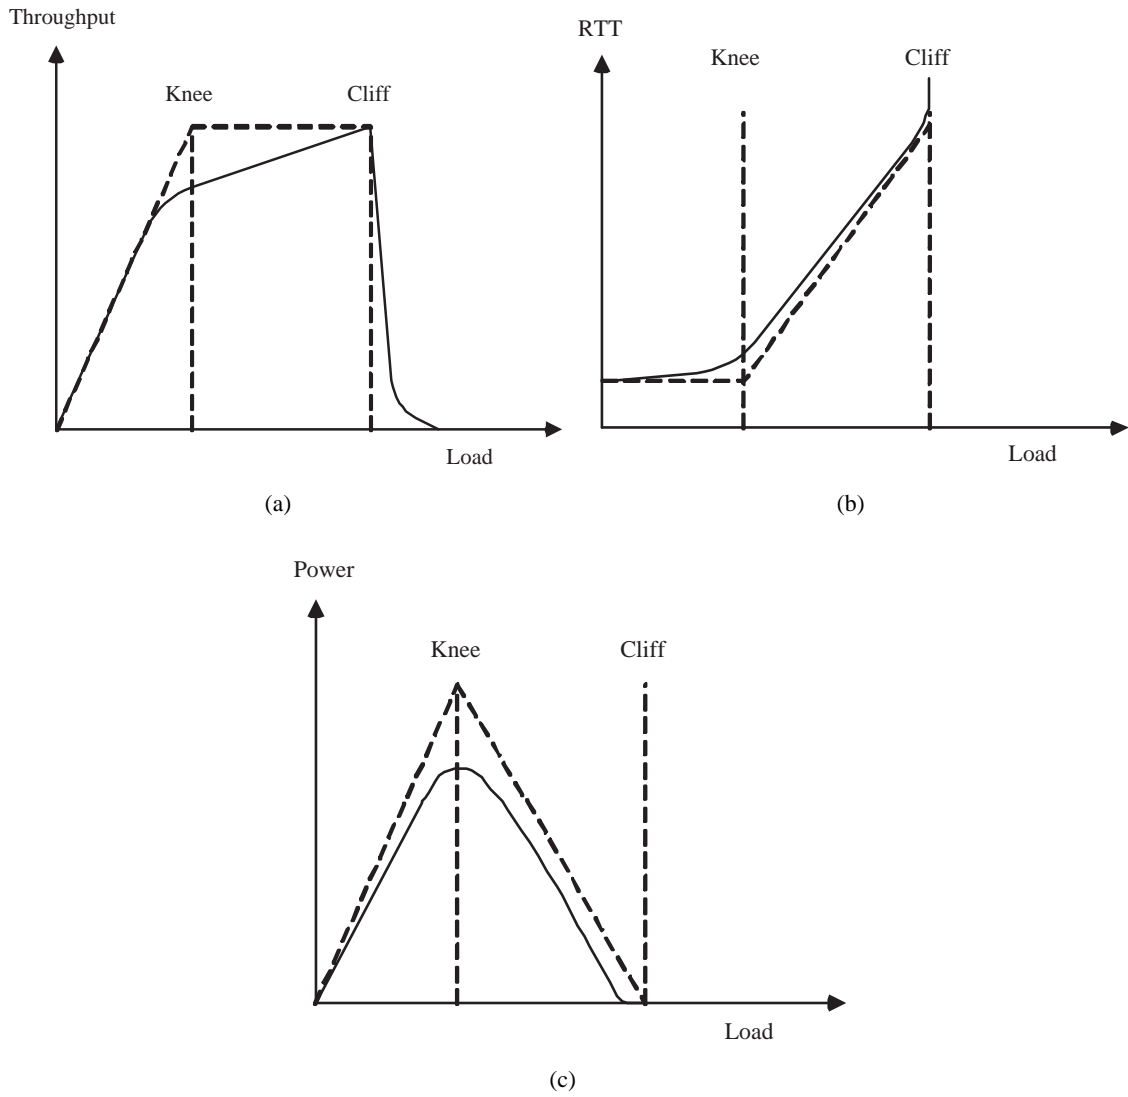 Throughput
Knee
Cliff
Load
(a)
RTT
Knee
Cliff
Load
(b)
Power
Knee
Cliff
Load
(c)